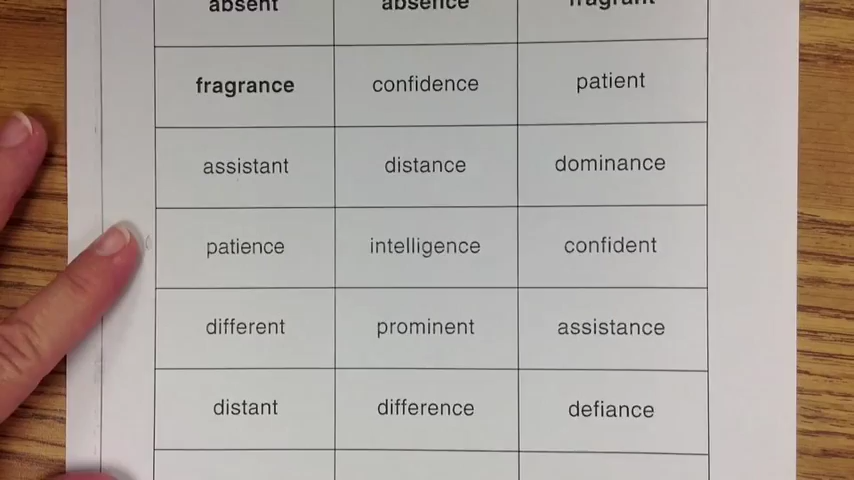 absent absence fragrant
fragrance confidence patient
assistant distance dominance
patience intelligence confident
different prominent assistance
distant difference defiance